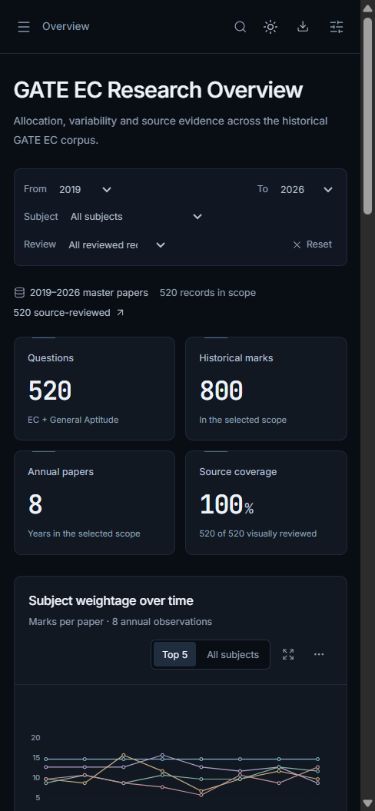 Overview
GATE EC Research Overview
Allocation, variability and source evidence across the historical
GATE EC corpus.
From 2019 To 2026
Subject All subjects
Review All reviewed rec Reset
2019–2026 master papers 520 records in scope
520 source-reviewed
Questions
520
EC + General Aptitude
Historical marks
800
In the selected scope
Annual papers
8
Years in the selected scope
Source coverage
100%
520 of 520 visually reviewed
Subject weightage over time
Marks per paper · 8 annual observations
Top 5 All subjects
20
15
10
5